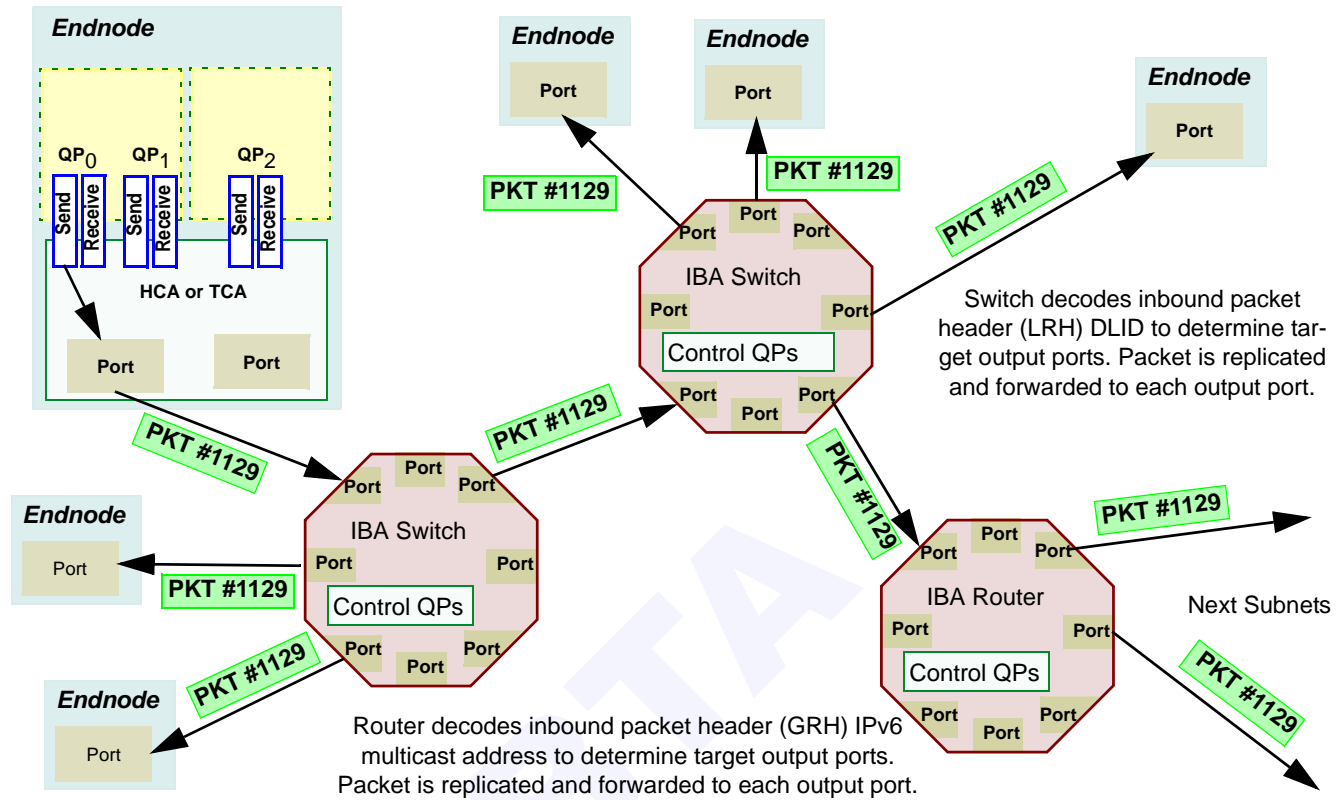 Endnode
QP0
QP1
QP2
Send
Receive
Send
Receive
Send
Receive
HCA or TCA
Port
Port
PKT #1129
Endnode
Port
Endnode
Port
Endnode
Port
PKT #1129
PKT #1129
PKT #1129
Port
Port
Port
IBA Switch
Port
Port
Control QPs
Port
Port
Port
Switch decodes inbound packet
header (LRH) DLID to determine tar-
get output ports. Packet is replicated
and forwarded to each output port.
PKT #1129
PKT #1129
Port
Port
Port
IBA Switch
Port
Port
Control QPs
Port
Port
Port
Endnode
Port
PKT #1129
Endnode
Port
PKT #1129
Port
Port
Port
IBA Router
Port
Port
Control QPs
Port
Port
Port
PKT #1129
Next Subnets
PKT #1129
Router decodes inbound packet header (GRH) IPv6
multicast address to determine target output ports.
Packet is replicated and forwarded to each output port.